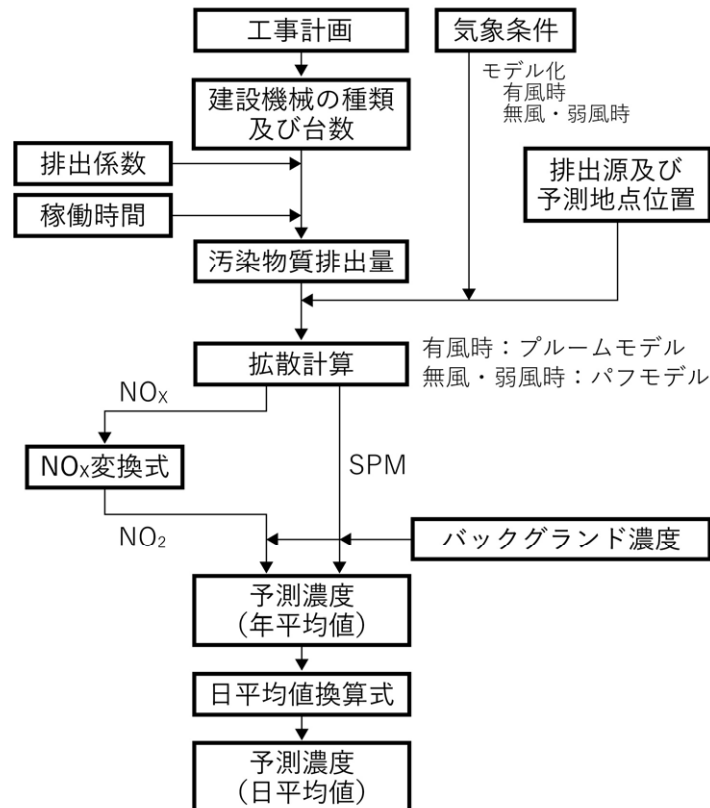 工事計画
気象条件
モデル化
有風時
無風・弱風時
建設機械の種類
及び台数
排出係数
稼働時間
排出源及び
予測地点位置
汚染物質排出量
拡散計算
有風時：プルームモデル
無風・弱風時：パフモデル
NOX
NOX変換式
SPM
NO2
バックグランド濃度
予測濃度
（年平均値）
日平均値換算式
予測濃度
（日平均値）